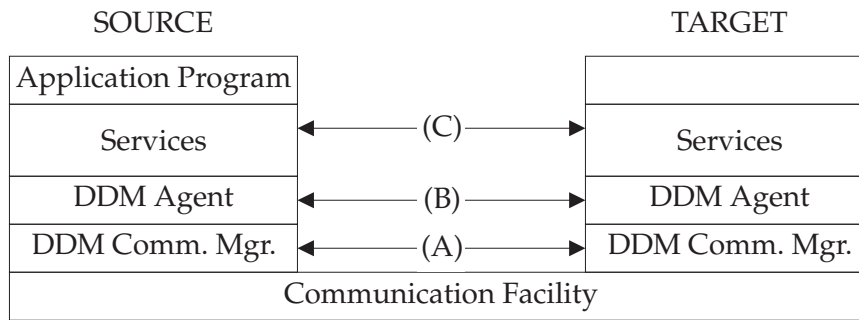 SOURCE TARGET
Application Program
Services (C) Services
DDM Agent (B) DDM Agent
DDM Comm. Mgr. (A) DDM Comm. Mgr.
Communication Facility